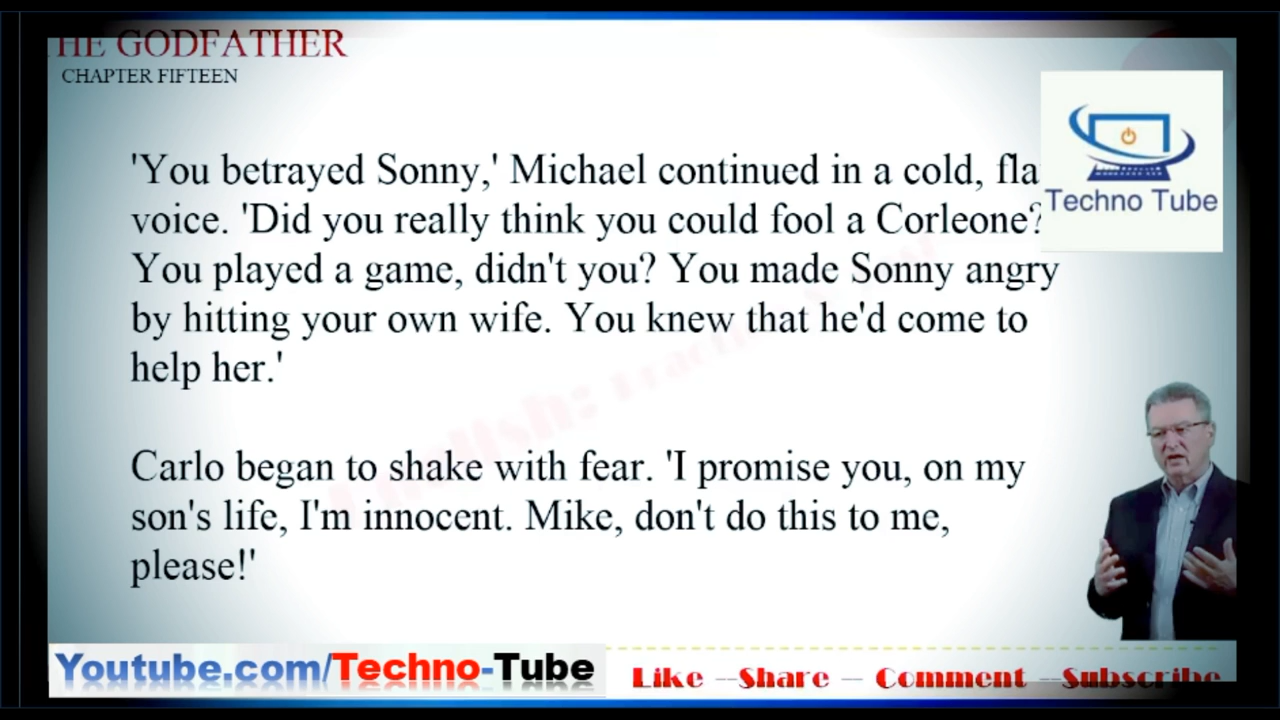 THE GODFATHER
CHAPTER FIFTEEN
'You betrayed Sonny,' Michael continued in a cold, fla
voice. 'Did you really think you could fool a Corleone?
You played a game, didn't you? You made Sonny angry
by hitting your own wife. You knew that he'd come to
help her.'
Carlo began to shake with fear. 'I promise you, on my
son's life, I'm innocent. Mike, don't do this to me,
please!'
Techno Tube
Youtube.com/Techno-Tube
Like --Share -- Comment --Subscribe